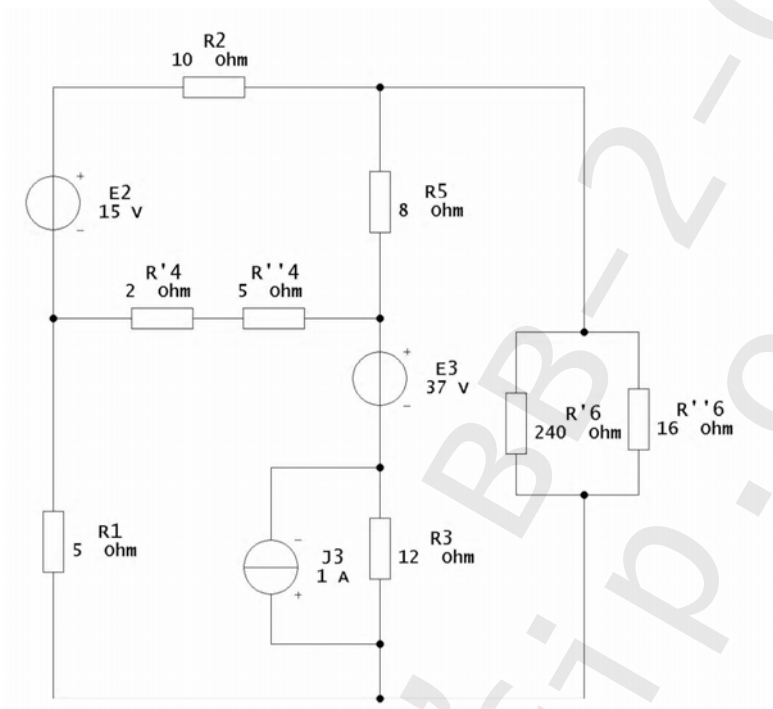 R2
10 Ohm
+
E2
15 V
-
R5
8 Ohm
R'4
2 Ohm
R''4
5 Ohm
+
E3
37 V
-
R'6
240 Ohm
R''6
16 Ohm
R1
5 Ohm
-
J3
1 A
+
R3
12 Ohm